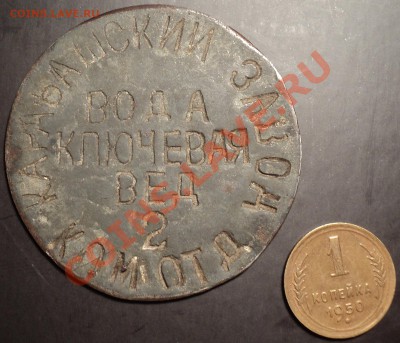 COINS.LAVE.RU
КАРАБАШСКИЙ ЗАВОД
ВОДА
КЛЮЧЕВАЯ
ВЕД
2
КОМ ОТД
COINS-LAVE.RU
1
КОПЕЙКА
1950